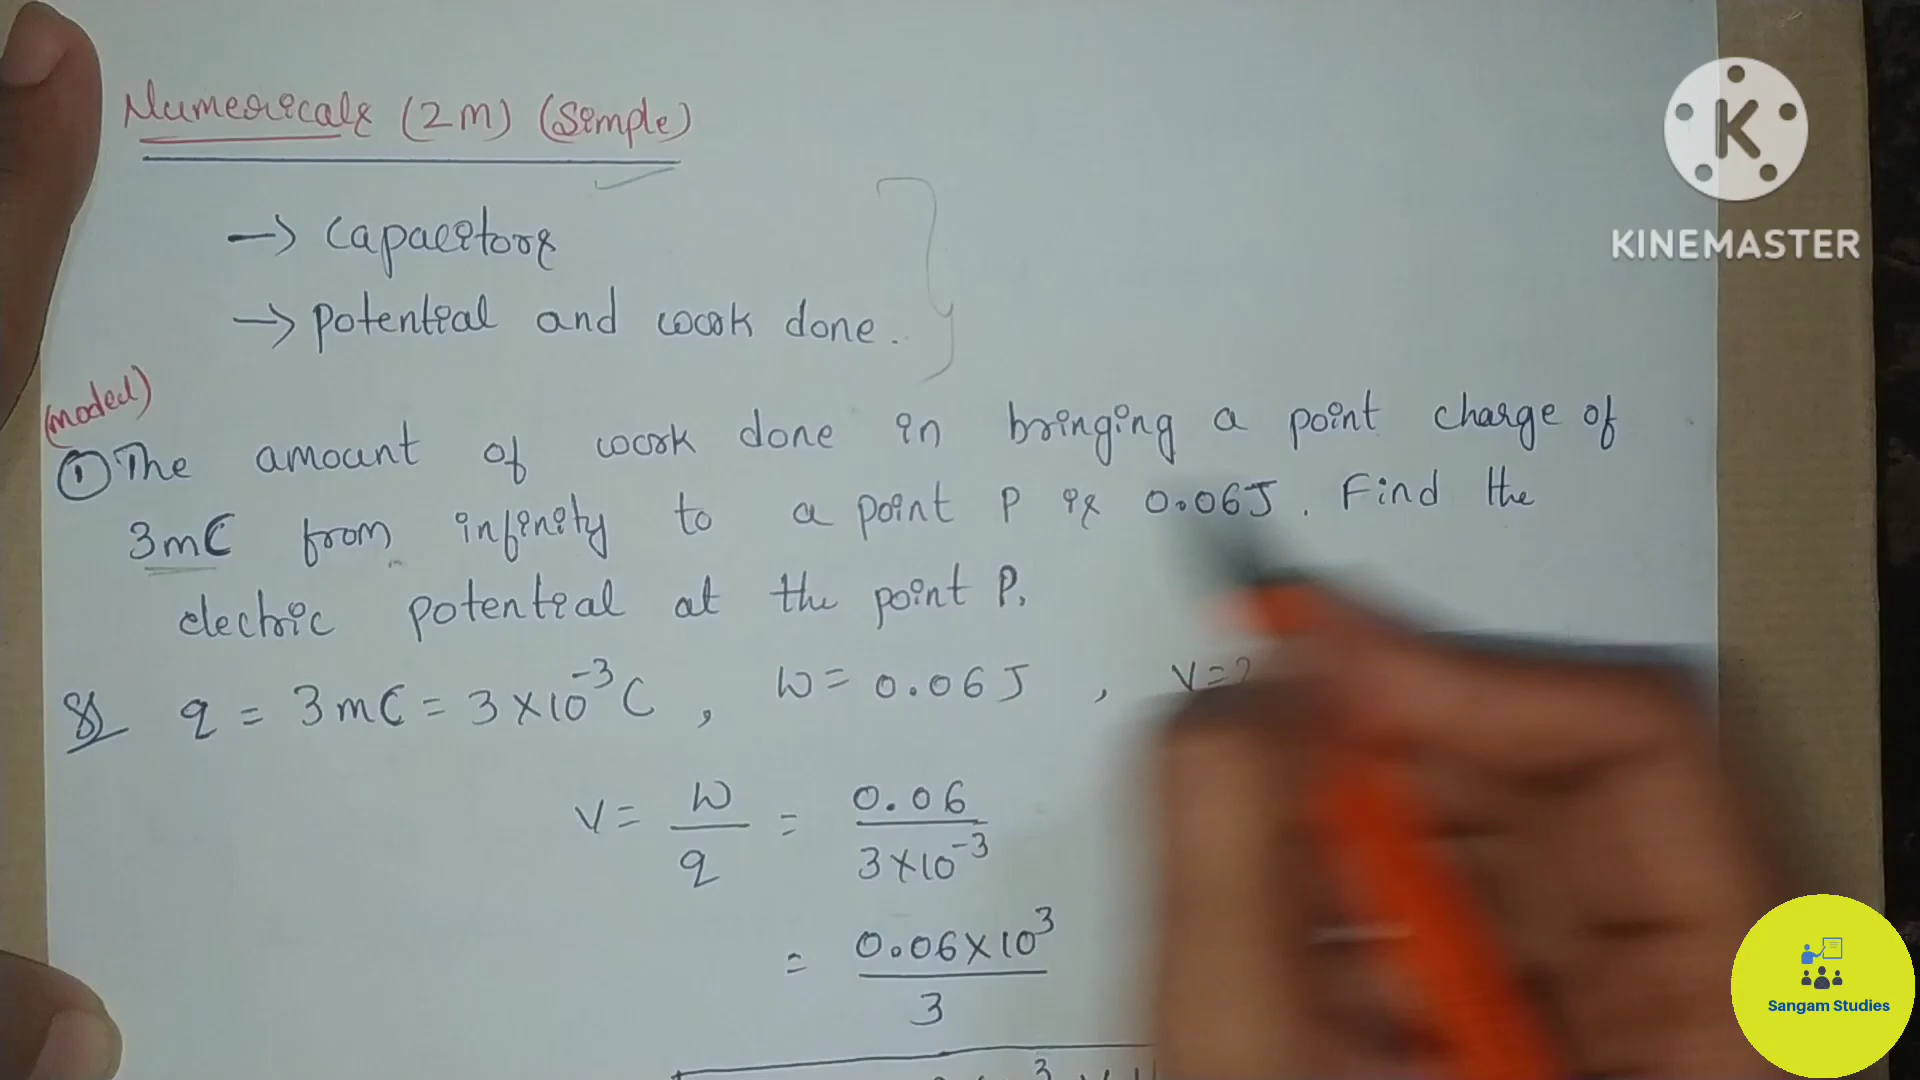 Numericals (2M) (Simple)
→ capacitors
→ potential and work done.
(model)
① The amount of work done in bringing a point charge of
3mC from infinity to a point P is 0.06J. Find the
electric potential at the point P.
q = 3mC = 3×10⁻³C , W = 0.06J , V=?
V = W/q = 0.06/3×10⁻³
= 0.06×10³/3
K
KINEMASTER
Sangam Studies